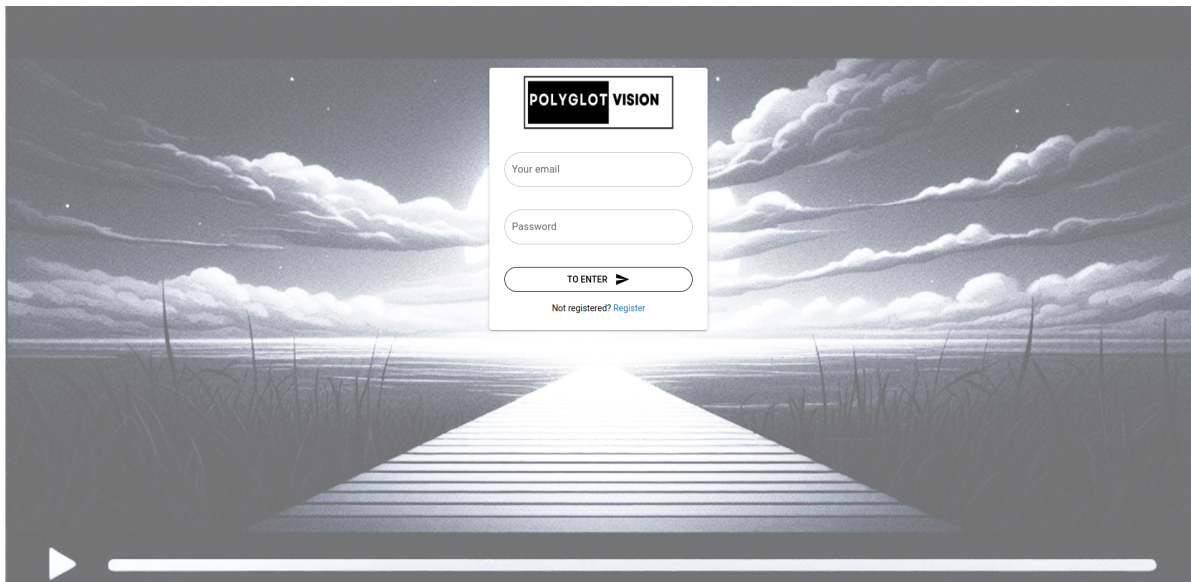 POLYGLOT VISION
Your email
Password
TO ENTER
Not registered? Register